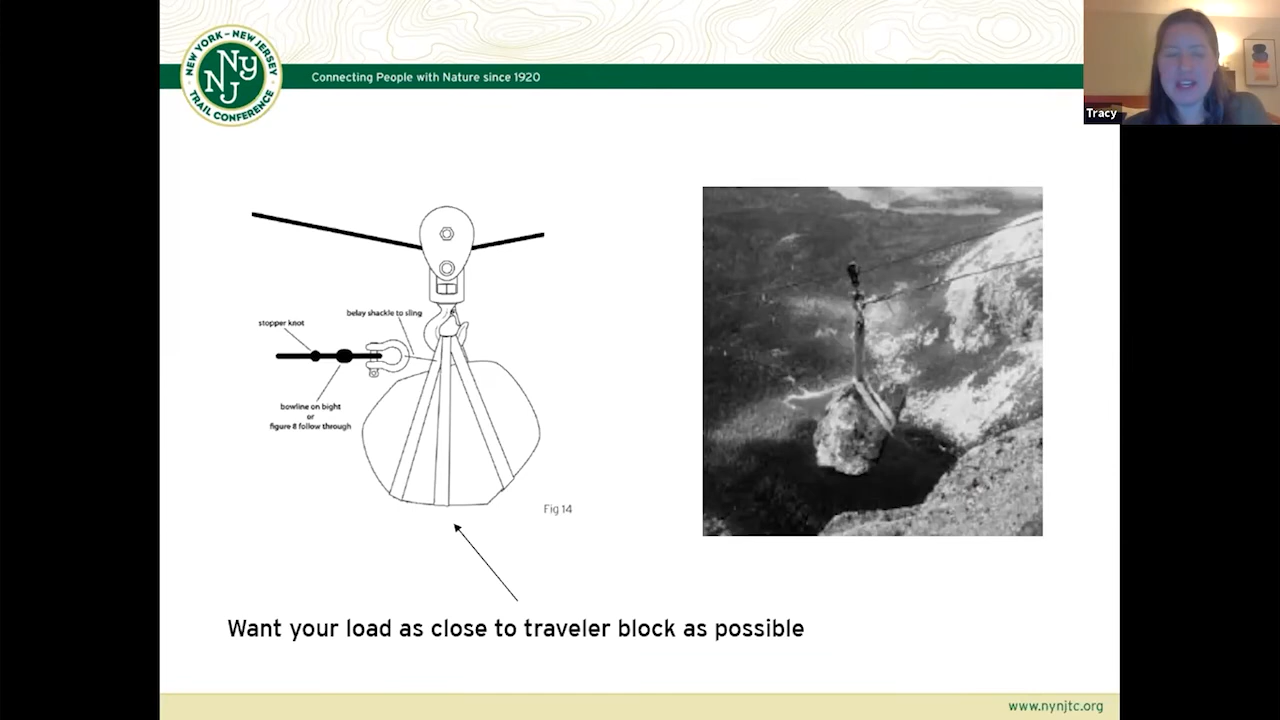 NEW YORK - NEW JERSEY
NY
NJ
TRAIL CONFERENCE
Connecting People with Nature since 1920
Tracy
belay shackle to sling
stopper knot
bowline on bight
or
figure 8 follow through
Fig 14
Want your load as close to traveler block as possible
www.nynjtc.org